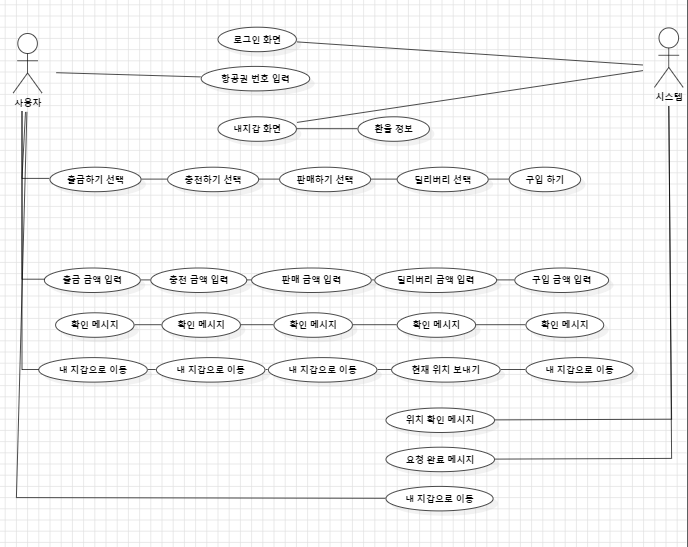 로그인 화면
항공권 번호 입력
사용자
시스템
내지갑 화면
환율 정보
출금하기 선택
충전하기 선택
판매하기 선택
딜리버리 선택
구입 하기
출금 금액 입력
충전 금액 입력
판매 금액 입력
딜리버리 금액 입력
구입 금액 입력
확인 메시지
확인 메시지
확인 메시지
확인 메시지
확인 메시지
내 지갑으로 이동
내 지갑으로 이동
내 지갑으로 이동
현재 위치 보내기
내 지갑으로 이동
위치 확인 메시지
요청 완료 메시지
내 지갑으로 이동